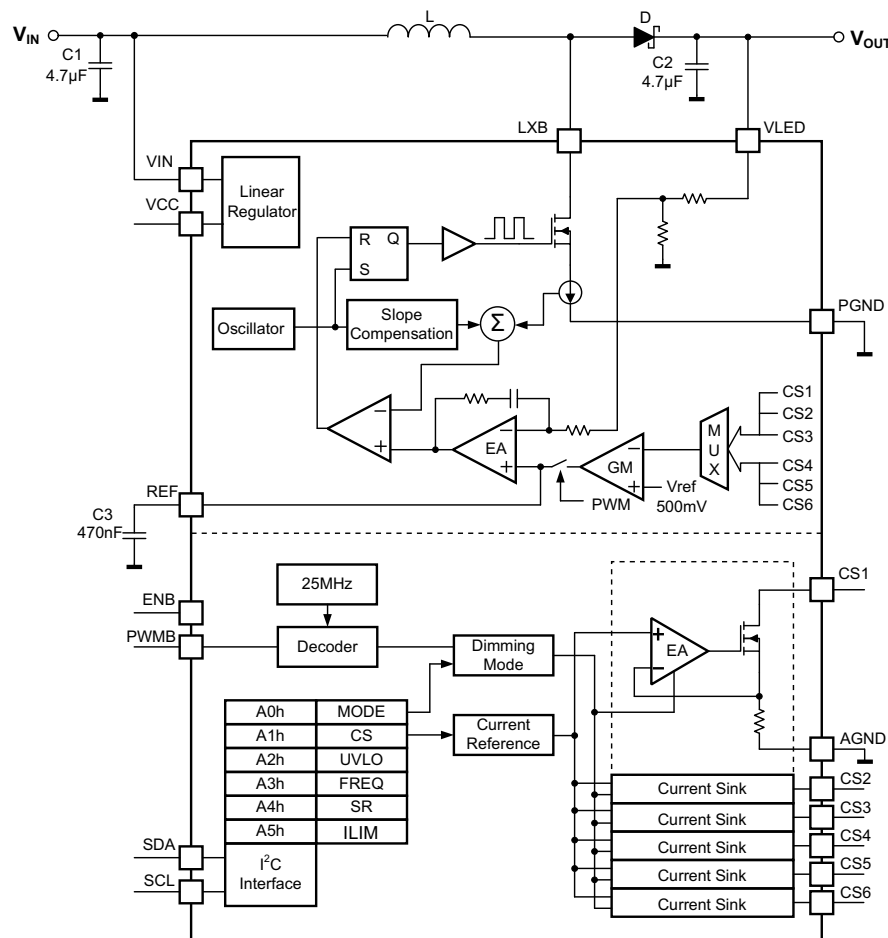 L
D
VIN
VOUT
C1
4.7µF
C2
4.7µF
LXB
VLED
VIN
VCC
Linear
Regulator
R
Q
S
PGND
Oscillator
Slope
Compensation
Σ
CS1
CS2
CS3
CS4
CS5
CS6
MUX
−
+
−
+
EA
−
+
GM
Vref
500mV
PWM
REF
C3
470nF
25MHz
ENB
PWMB
Decoder
Dimming
Mode
+
−
EA
CS1
A0h MODE
A1h CS
A2h UVLO
A3h FREQ
A4h SR
A5h ILIM
Current
Reference
AGND
Current Sink CS2
Current Sink CS3
Current Sink CS4
Current Sink CS5
Current Sink CS6
SDA
SCL
I²C
Interface